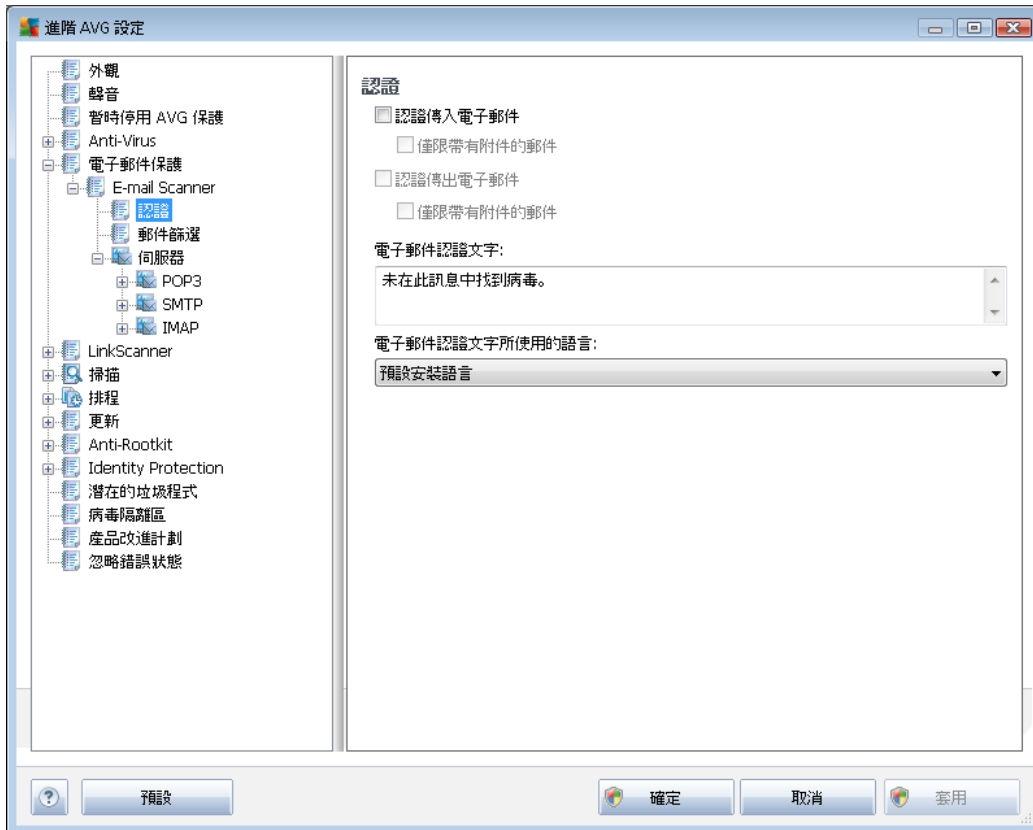 進階 AVG 設定
外觀
聲音
暫時停用 AVG 保護
Anti-Virus
電子郵件保護
E-mail Scanner
認證
郵件篩選
伺服器
POP3
SMTP
IMAP
LinkScanner
掃描
排程
更新
Anti-Rootkit
Identity Protection
潛在的垃圾程式
病毒隔離區
產品改進計劃
忽略錯誤狀態
認證
認證傳入電子郵件
僅限帶有附件的郵件
認證傳出電子郵件
僅限帶有附件的郵件
電子郵件認證文字:
未在此訊息中找到病毒。
電子郵件認證文字所使用的語言:
預設安裝語言
?
預設
確定
取消
套用